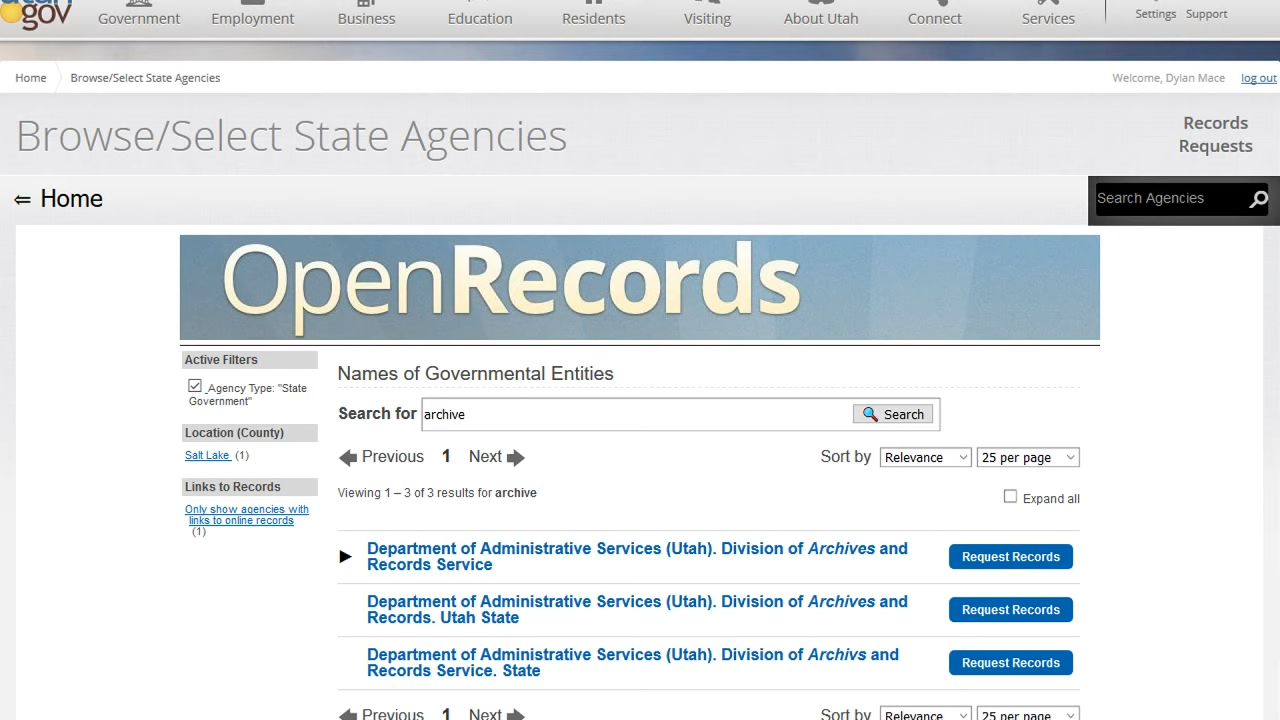 gov
Government Employment Business Education Residents Visiting About Utah Connect Services Settings Support
Home Browse/Select State Agencies Welcome, Dylan Mace log out
Browse/Select State Agencies
Records
Requests
⇐ Home
Search Agencies
OpenRecords
Active Filters
Agency Type: "State
Government"
Location (County)
Salt Lake (1)
Links to Records
Only show agencies with
links to online records
(1)
Names of Governmental Entities
Search for archive Search
Previous 1 Next Sort by Relevance 25 per page
Viewing 1 – 3 of 3 results for archive Expand all
Department of Administrative Services (Utah). Division of Archives and
Records Service
Request Records
Department of Administrative Services (Utah). Division of Archives and
Records. Utah State
Request Records
Department of Administrative Services (Utah). Division of Archivs and
Records Service. State
Request Records
Previous 1 Next Sort by Relevance 25 per page